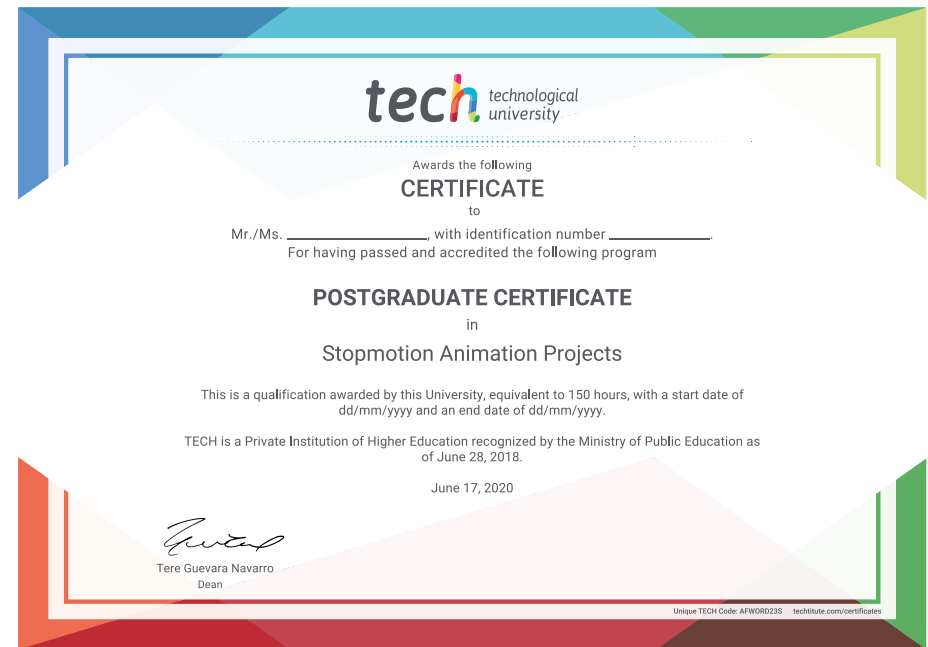 tech technological
university
Awards the following
CERTIFICATE
to
Mr./Ms. ____________________, with identification number ______________.
For having passed and accredited the following program
POSTGRADUATE CERTIFICATE
in
Stopmotion Animation Projects
This is a qualification awarded by this University, equivalent to 150 hours, with a start date of
dd/mm/yyyy and an end date of dd/mm/yyyy.
TECH is a Private Institution of Higher Education recognized by the Ministry of Public Education as
of June 28, 2018.
June 17, 2020
Tere Guevara Navarro
Dean
Unique TECH Code: AFWORD23S techtitute.com/certificates